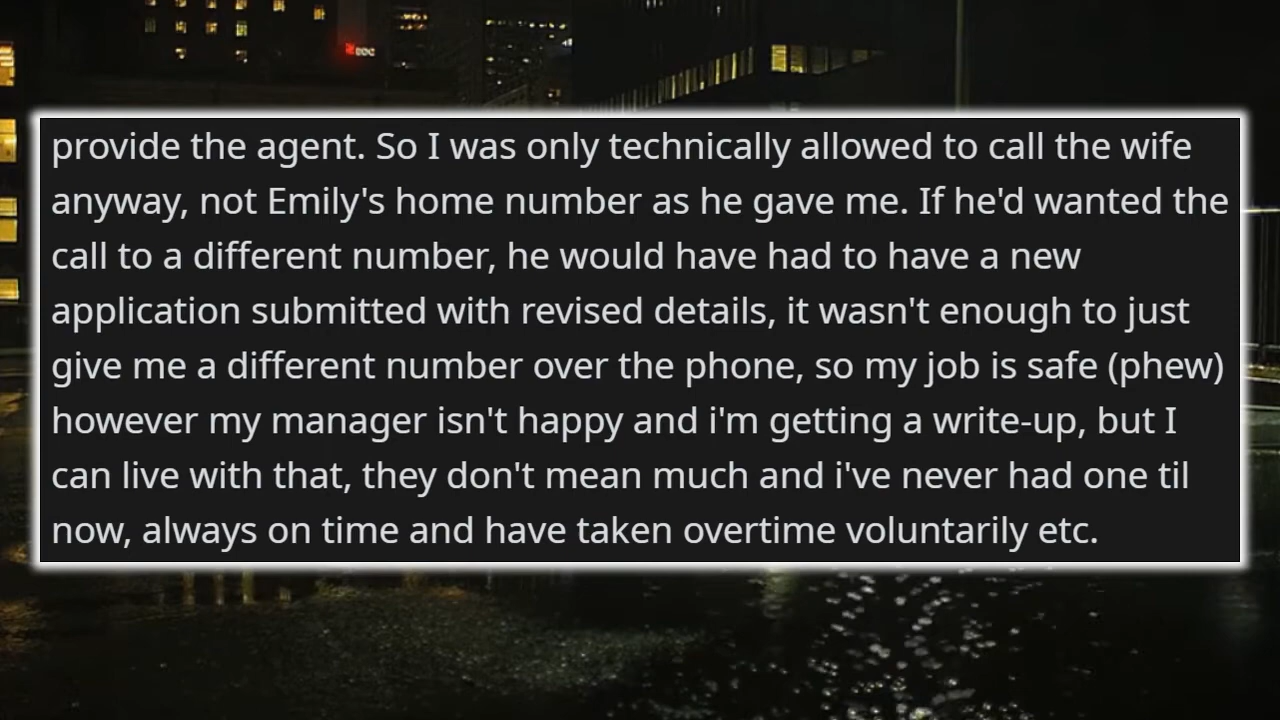 provide the agent. So I was only technically allowed to call the wife
anyway, not Emily's home number as he gave me. If he'd wanted the
call to a different number, he would have had to have a new
application submitted with revised details, it wasn't enough to just
give me a different number over the phone, so my job is safe (phew)
however my manager isn't happy and i'm getting a write-up, but I
can live with that, they don't mean much and i've never had one til
now, always on time and have taken overtime voluntarily etc.